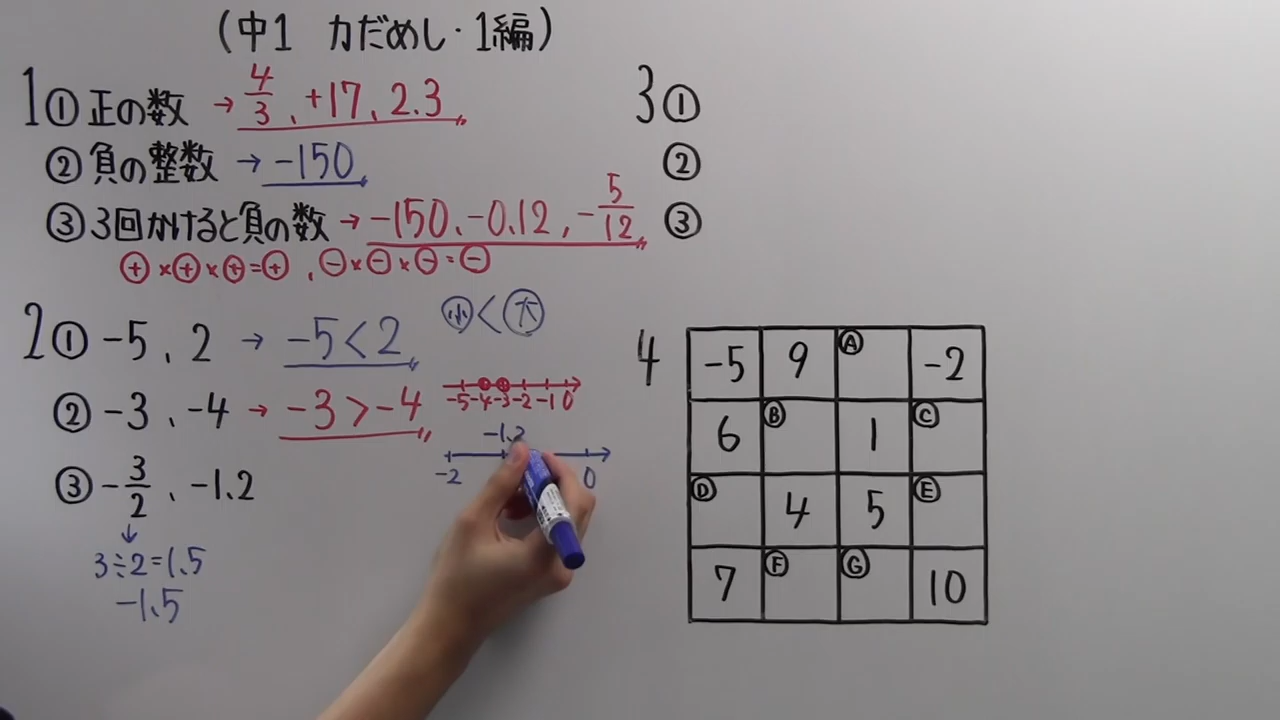 (中1 力だめし・1編)
1 ① 正の数 → 4/3、+17、2.3
② 負の整数 → -150
③ 3回かけると負の数 → -150、-0.12、-5/12
⊕×⊕×⊕=⊕、⊖×⊖×⊖=⊖
2 ① -5、2 → -5<2
小<大
② -3、-4 → -3>-4
-5 -4 -3 -2 -1 0
③ -3/2、-1.2
-2 0
↓
3÷2=1.5
-1.5
3 ①
②
③
4
-5 9 Ⓐ -2
6 Ⓑ 1 Ⓒ
Ⓓ 4 5 Ⓔ
7 Ⓕ Ⓖ 10